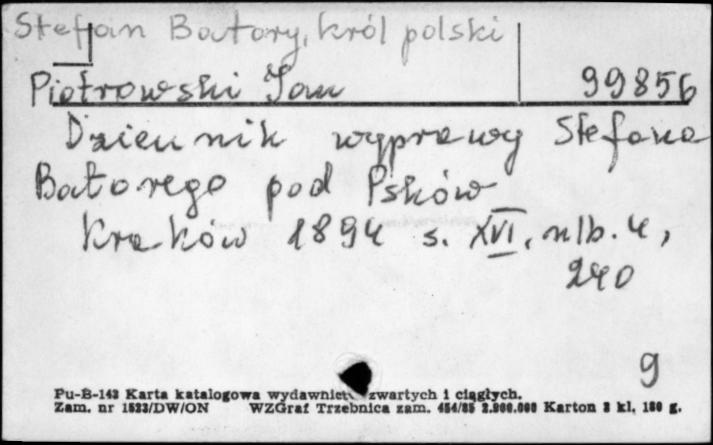 Stefan Batory, król polski
Piotrowski Jan 99856
Dziennik wyprawy Stefana
Batorego pod Psków
Kraków 1894 s. XVI, nlb. 4,
240
g
Pu-B-143 Karta katalogowa wydawnictw zwartych i ciągłych.
Zam. nr 1523/DW/ON WZGraf Trzebnica zam. 454/85 2.000.000 Karton 3 kl. 180 g.